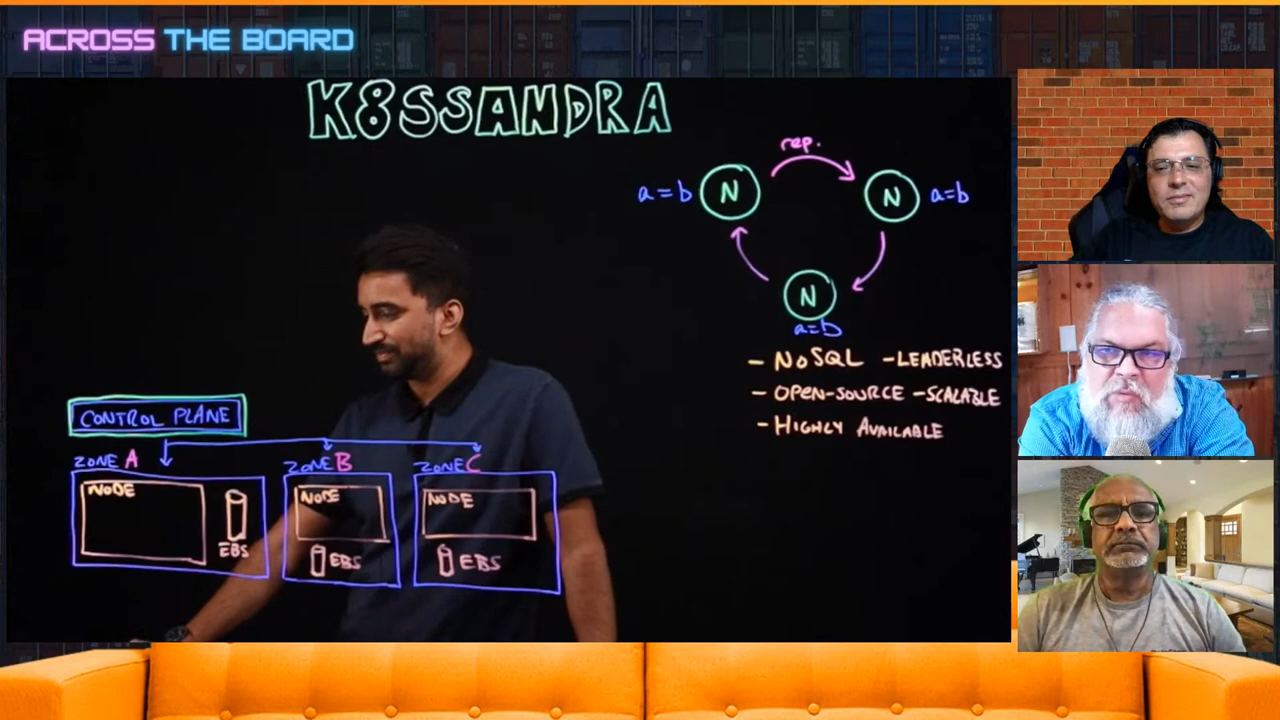 ACROSS THE BOARD
K8SSANDRA
rep.
a=b N N a=b
N
a=b
- NoSQL - LEADERLESS
- OPEN-SOURCE - SCALABLE
- HIGHLY AVAILABLE
CONTROL PLANE
ZONE A ZONE B ZONE C
NODE NODE NODE
EBS EBS EBS